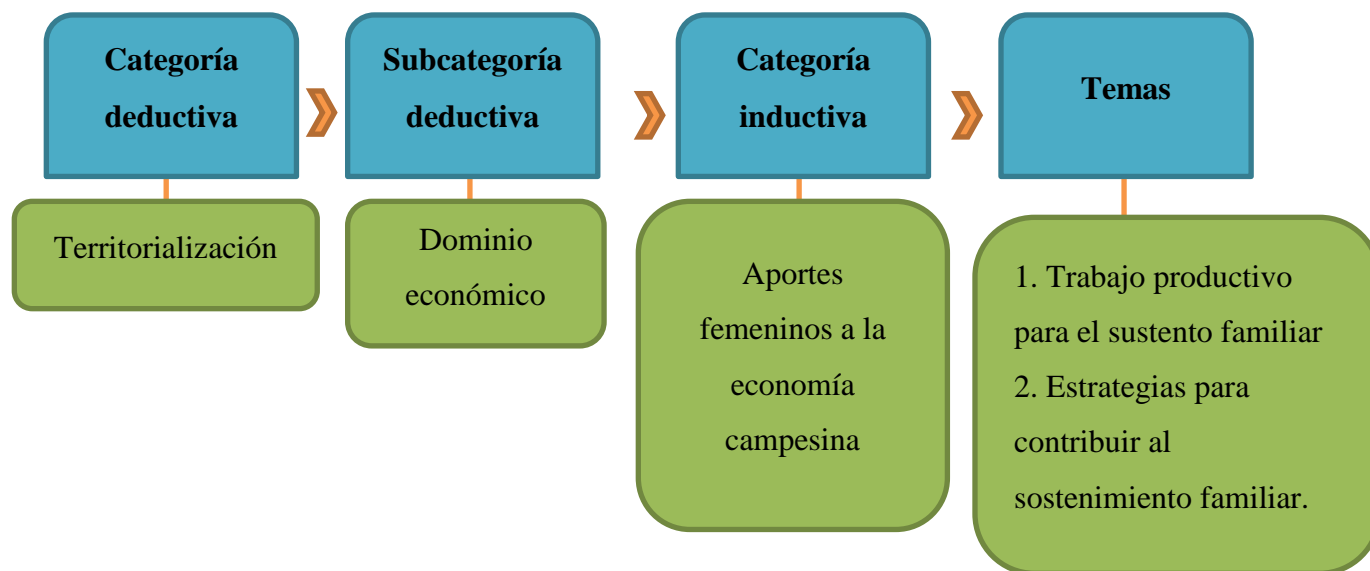 Categoría
deductiva
Territorialización
Subcategoría
deductiva
Dominio
económico
Categoría
inductiva
Aportes
femeninos a la
economía
campesina
Temas
1. Trabajo productivo
para el sustento familiar
2. Estrategias para
contribuir al
sostenimiento familiar.